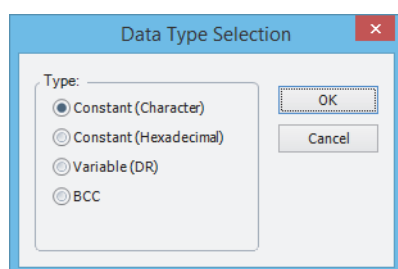 Data Type Selection
Type:
Constant (Character)
Constant (Hexadecimal)
Variable (DR)
BCC
OK
Cancel